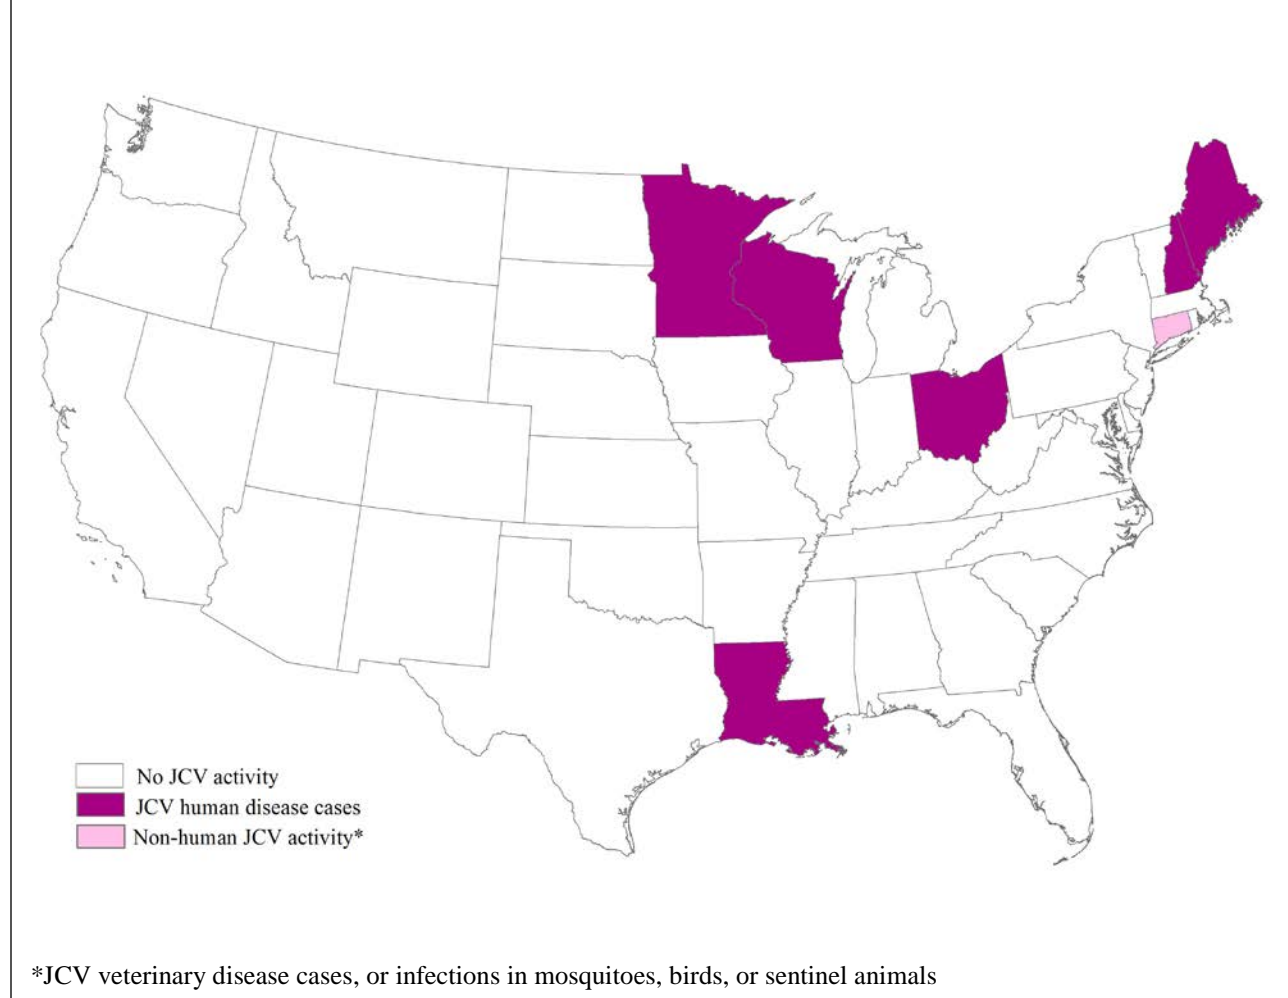 No JCV activity
JCV human disease cases
Non-human JCV activity*
*JCV veterinary disease cases, or infections in mosquitoes, birds, or sentinel animals